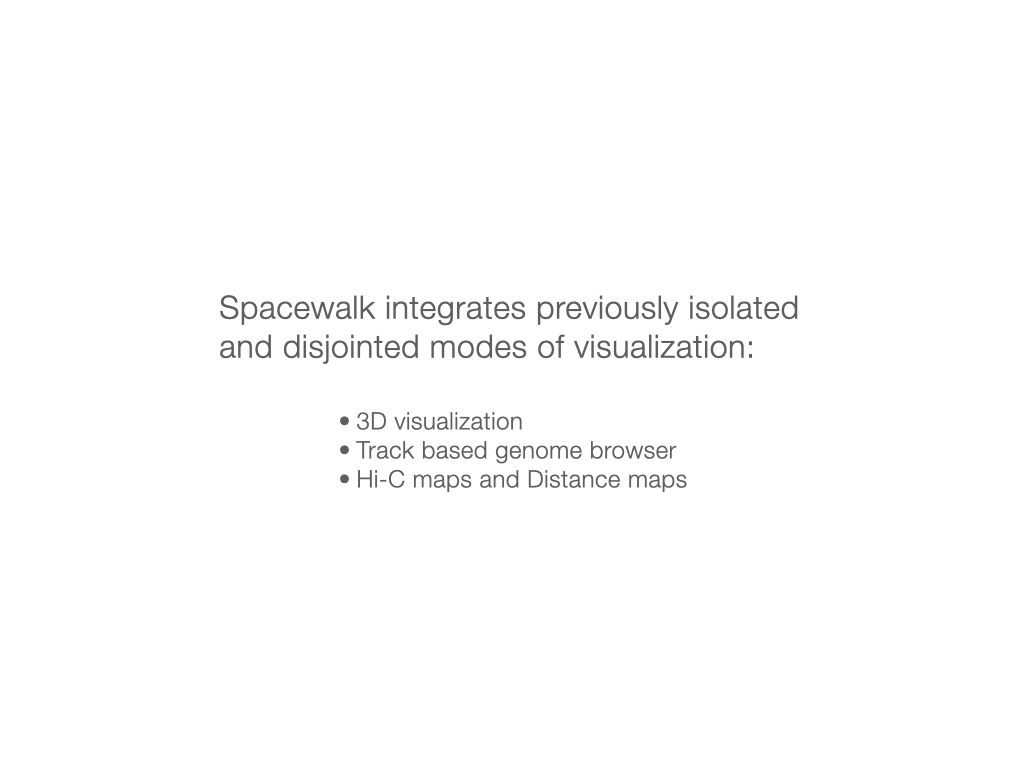 Spacewalk integrates previously isolated
and disjointed modes of visualization:
• 3D visualization
• Track based genome browser
• Hi-C maps and Distance maps